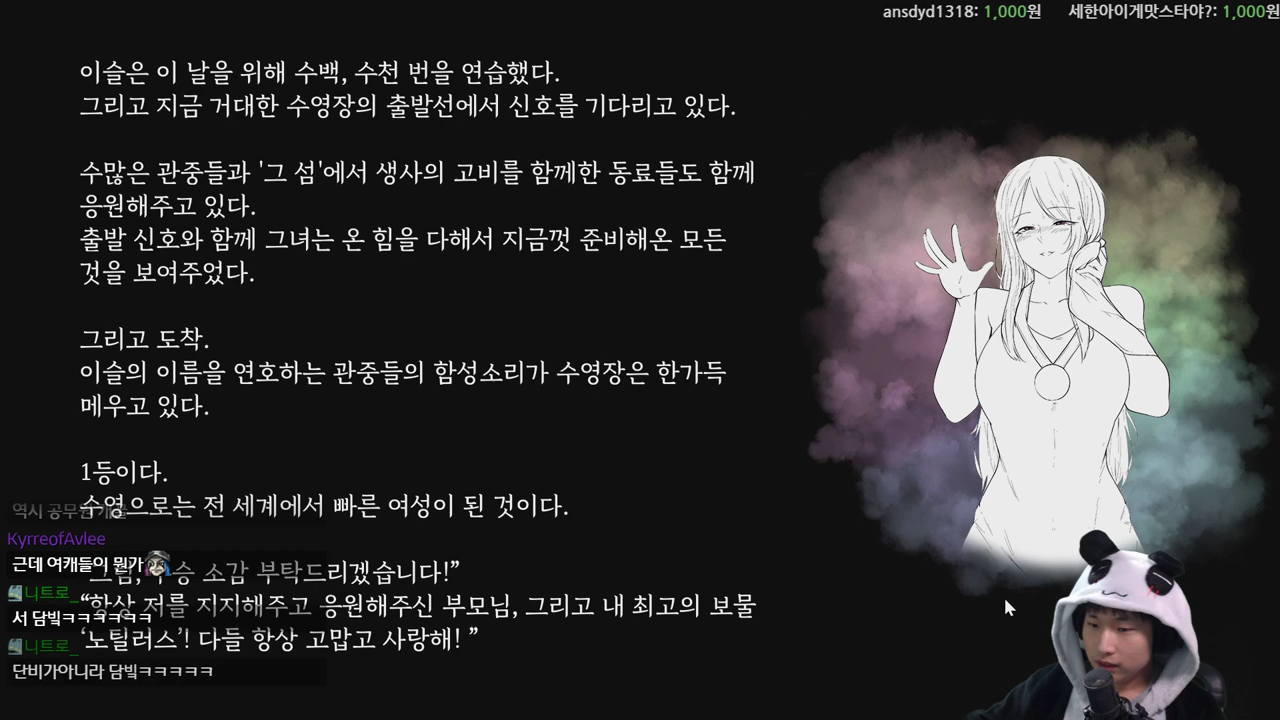 ansdyd1318: 1,000원 세한아이게맛스타야?: 1,000원
이슬은 이 날을 위해 수백, 수천 번을 연습했다.
그리고 지금 거대한 수영장의 출발선에서 신호를 기다리고 있다.
수많은 관중들과 '그 섬'에서 생사의 고비를 함께한 동료들도 함께
응원해주고 있다.
출발 신호와 함께 그녀는 온 힘을 다해서 지금껏 준비해온 모든
것을 보여주었다.
그리고 도착.
이슬의 이름을 연호하는 관중들의 함성소리가 수영장은 한가득
메우고 있다.
1등이다.
수영으로는 전 세계에서 빠른 여성이 된 것이다.
승 소감 부탁드리겠습니다!”
“항상 저를 지지해주고 응원해주신 부모님, 그리고 내 최고의 보물
‘노틸러스’! 다들 항상 고맙고 사랑해! ”
역시 공무원
KyrreofAvlee
근데 여캐들이 뭔가
니트로_
서 담빜ㅋㅋㅋㅋㅋㅋ
니트로_
단비가아니라 담빜ㅋㅋㅋㅋㅋ